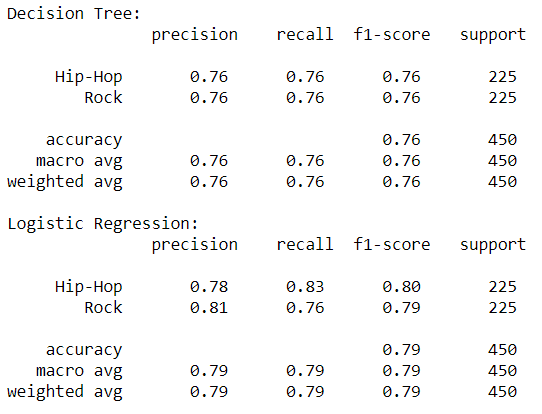 Decision Tree:
precision recall f1-score support
Hip-Hop 0.76 0.76 0.76 225
Rock 0.76 0.76 0.76 225
accuracy 0.76 450
macro avg 0.76 0.76 0.76 450
weighted avg 0.76 0.76 0.76 450
Logistic Regression:
precision recall f1-score support
Hip-Hop 0.78 0.83 0.80 225
Rock 0.81 0.76 0.79 225
accuracy 0.79 450
macro avg 0.79 0.79 0.79 450
weighted avg 0.79 0.79 0.79 450